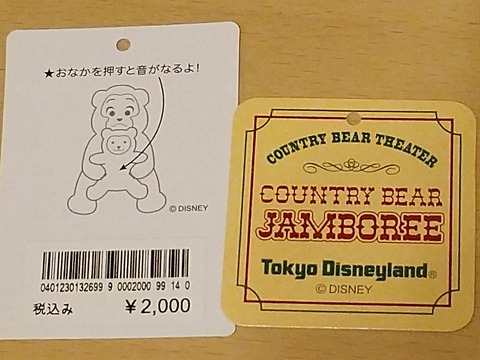 ★おなかを押すと音がなるよ!
© DISNEY
0401230132699 9 0002000 99 14 0
税込み ¥2,000
COUNTRY BEAR THEATER
COUNTRY BEAR
JAMBOREE
Tokyo Disneyland®
© DISNEY